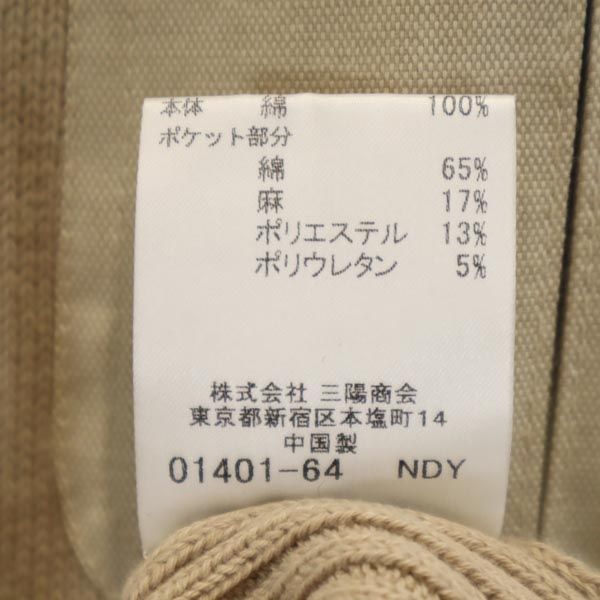 本体 綿 100%
ポケット部分
綿 65%
麻 17%
ポリエステル 13%
ポリウレタン 5%
株式会社 三陽商会
東京都新宿区本塩町14
中国製
01401-64 NDY